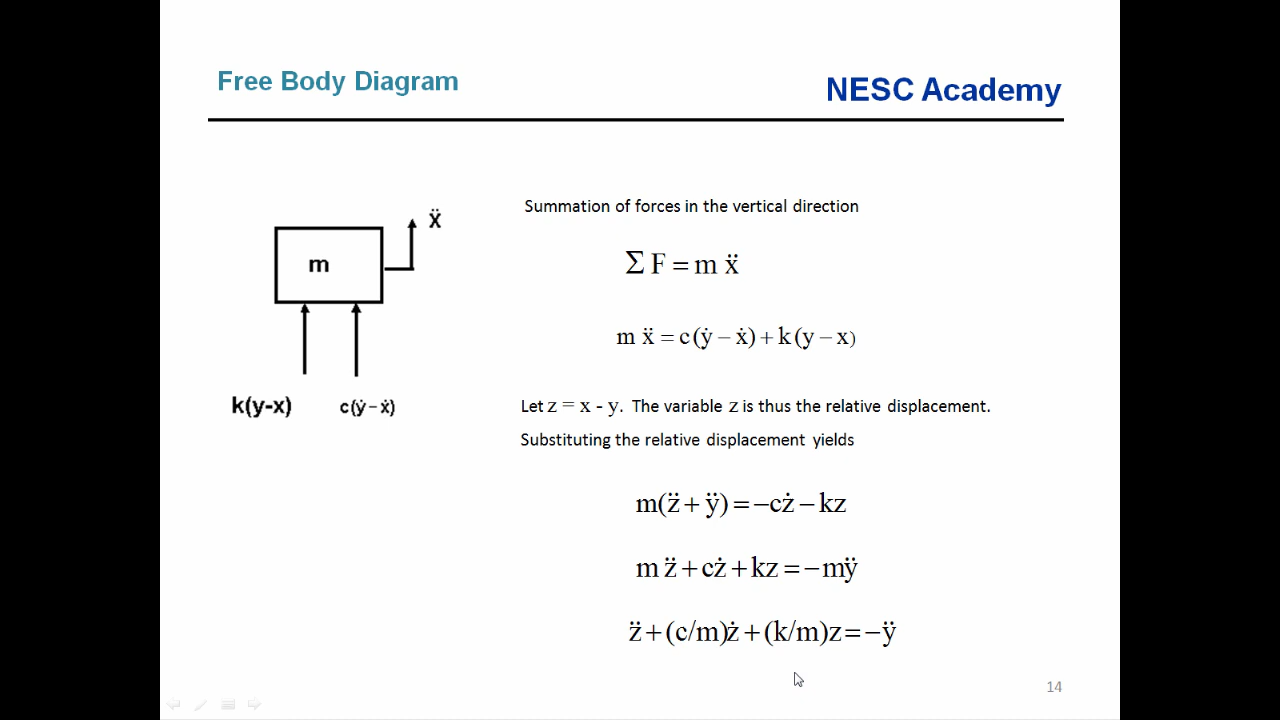 Free Body Diagram
NESC Academy
Summation of forces in the vertical direction
Σ F = m ẍ
m ẍ = c (ẏ − ẋ) + k (y − x)
Let z = x - y. The variable z is thus the relative displacement.
Substituting the relative displacement yields
m(z̈ + ÿ) = −cż − kz
m z̈ + cż + kz = −mÿ
z̈ + (c/m)ż + (k/m)z = −ÿ
ẍ
m
k(y-x)
c(ẏ − ẋ)
14